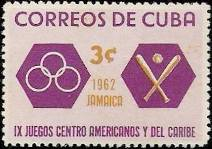 CORREOS DE CUBA
3¢
1962
JAMAICA
IX JUEGOS CENTRO AMERICANOS Y DEL CARIBE